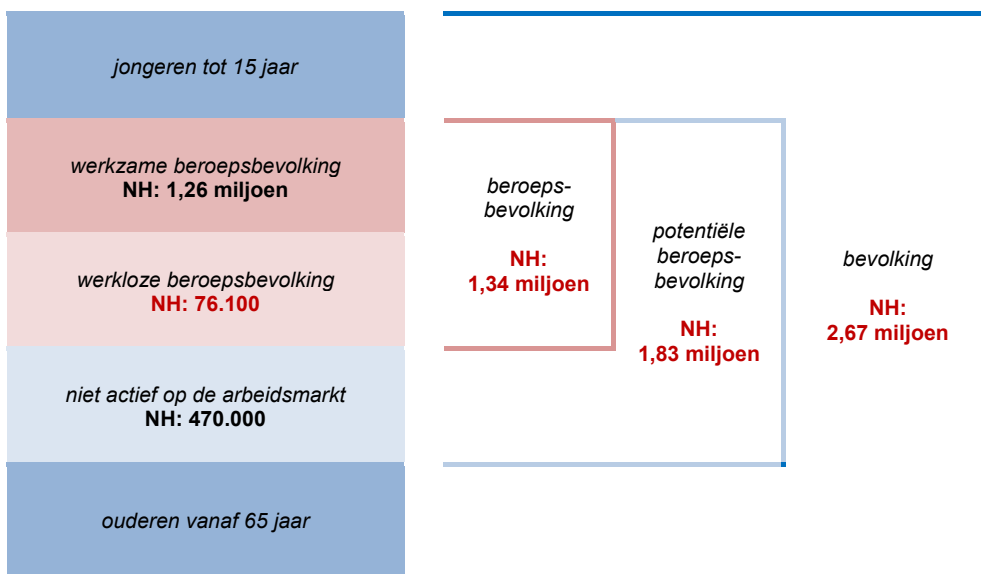 jongeren tot 15 jaar
werkzame beroepsbevolking
NH: 1,26 miljoen
werkloze beroepsbevolking
NH: 76.100
niet actief op de arbeidsmarkt
NH: 470.000
ouderen vanaf 65 jaar
beroeps-
bevolking
NH:
1,34 miljoen
potentiële
beroeps-
bevolking
NH:
1,83 miljoen
bevolking
NH:
2,67 miljoen